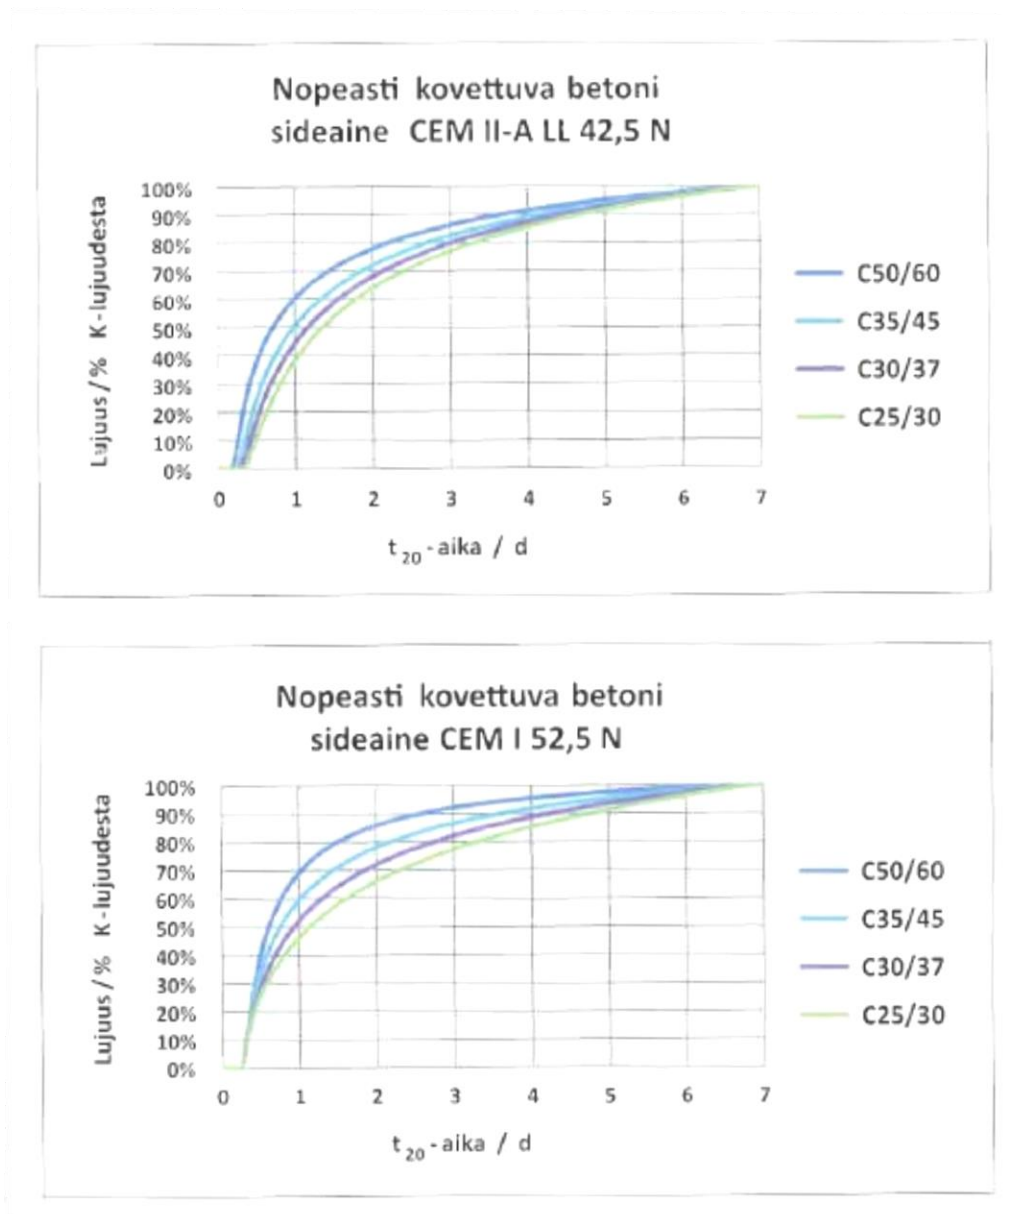 Nopeasti kovettuva betoni
sideaine CEM II-A LL 42,5 N
Lujuus / % K-lujuudesta
100%
90%
80%
70%
60%
50%
40%
30%
20%
10%
0%
0 1 2 3 4 5 6 7
t20-aika / d
C50/60
C35/45
C30/37
C25/30
Nopeasti kovettuva betoni
sideaine CEM I 52,5 N
Lujuus / % K-lujuudesta
100%
90%
80%
70%
60%
50%
40%
30%
20%
10%
0%
0 1 2 3 4 5 6 7
t20-aika / d
C50/60
C35/45
C30/37
C25/30